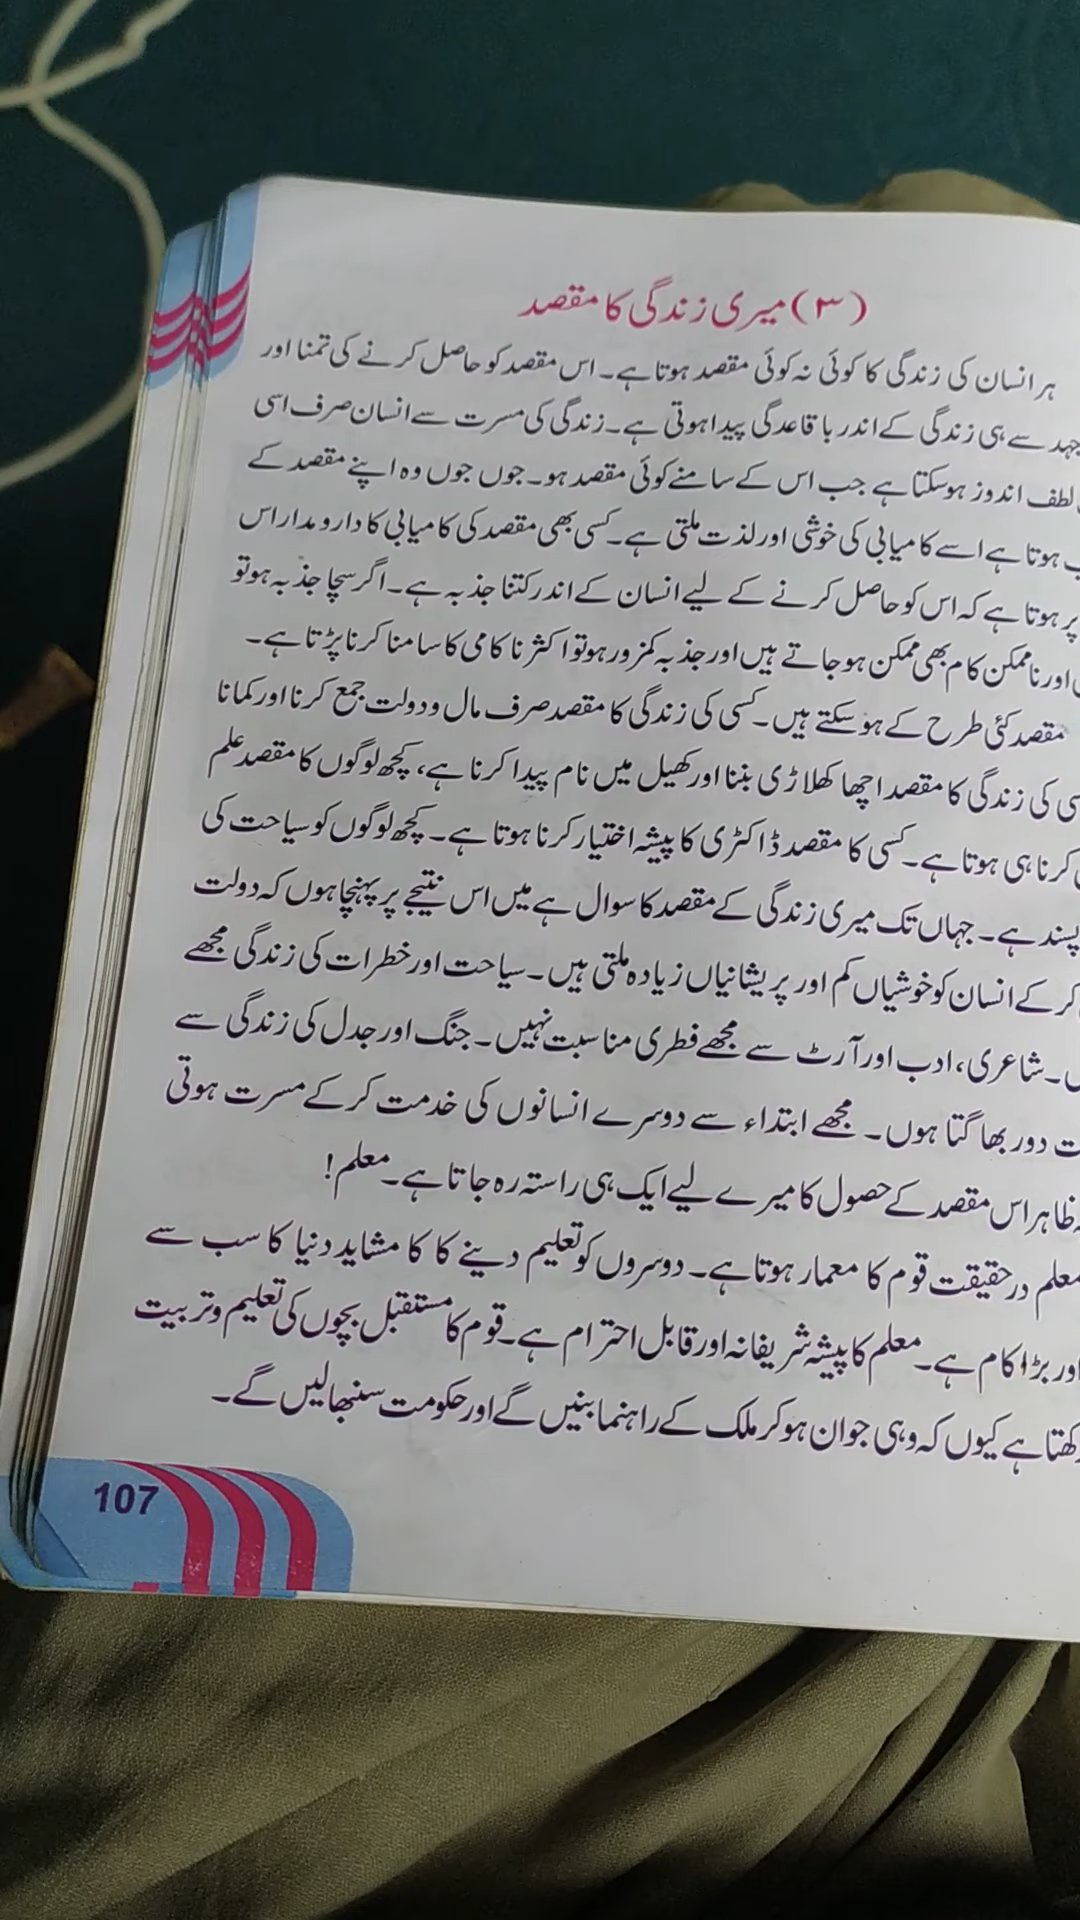 (۳) میری زندگی کا مقصد
ہر انسان کی زندگی کا کوئی نہ کوئی مقصد ہوتا ہے۔ اس مقصد کو حاصل کرنے کی تمنا اور
جہد سے ہی زندگی کے اندر باقاعدگی پیدا ہوتی ہے۔ زندگی کی مسرت سے انسان صرف اسی
لطف اندوز ہوسکتا ہے جب اس کے سامنے کوئی مقصد ہو۔ جوں جوں وہ اپنے مقصد کے
ہوتا ہے اسے کامیابی کی خوشی اور لذت ملتی ہے۔ کسی بھی مقصد کی کامیابی کا دارومدار اس
پر ہوتا ہے کہ اس کو حاصل کرنے کے لیے انسان کے اندر کتنا جذبہ ہے۔ اگر سچا جذبہ ہو تو
اور ناممکن کام بھی ممکن ہو جاتے ہیں اور جذبہ کمزور ہو تو اکثر ناکامی کا سامنا کرنا پڑتا ہے۔
مقصد کئی طرح کے ہو سکتے ہیں۔ کسی کی زندگی کا مقصد صرف مال و دولت جمع کرنا اور کمانا
کی زندگی کا مقصد اچھا کھلاڑی بننا اور کھیل میں نام پیدا کرنا ہے، کچھ لوگوں کا مقصد علم
کرنا ہی ہوتا ہے۔ کسی کا مقصد ڈاکٹری کا پیشہ اختیار کرنا ہوتا ہے۔ کچھ لوگوں کو سیاحت کی
پسند ہے۔ جہاں تک میری زندگی کے مقصد کا سوال ہے میں اس نتیجے پر پہنچا ہوں کہ دولت
کر کے انسان کو خوشیاں کم اور پریشانیاں زیادہ ملتی ہیں۔ سیاحت اور خطرات کی زندگی مجھے
۔ شاعری، ادب اور آرٹ سے مجھے فطری مناسبت نہیں۔ جنگ اور جدل کی زندگی سے
دور بھاگتا ہوں۔ مجھے ابتداء سے دوسرے انسانوں کی خدمت کر کے مسرت ہوتی
ظاہر اس مقصد کے حصول کا میرے لیے ایک ہی راستہ رہ جاتا ہے۔ معلم!
معلم درحقیقت قوم کا معمار ہوتا ہے۔ دوسروں کو تعلیم دینے کا کا مشاید دنیا کا سب سے
اور بڑا کام ہے۔ معلم کا پیشہ شریفانہ اور قابل احترام ہے۔ قوم کا مستقبل بچوں کی تعلیم و تربیت
ہے کیوں کہ وہی جوان ہو کر ملک کے راہنما بنیں گے اور حکومت سنبھالیں گے۔
107